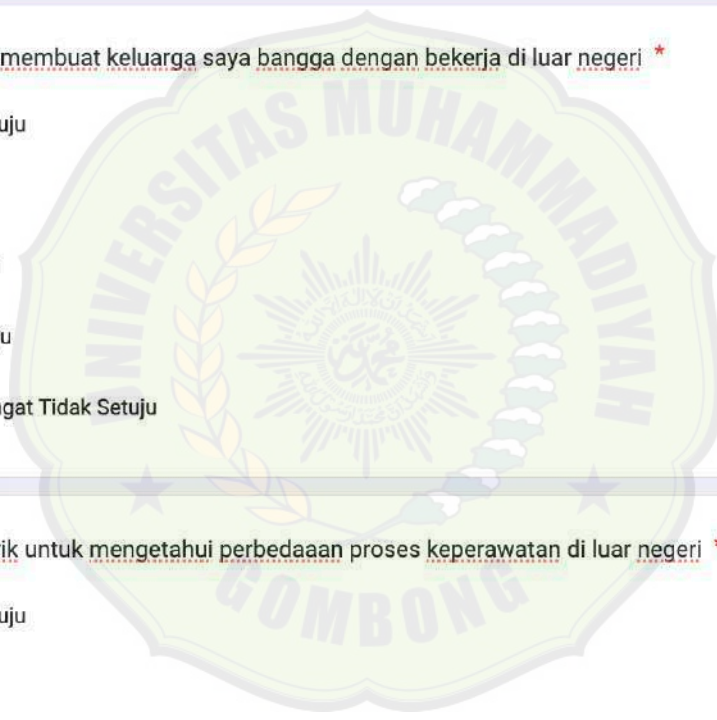 membuat keluarga saya bangga dengan bekerja di luar negeri *
uju
u
gat Tidak Setuju
ik untuk mengetahui perbedaaan proses keperawatan di luar negeri *
uju
UNIVERSITAS MUHAMMADIYAH
GOMBONG